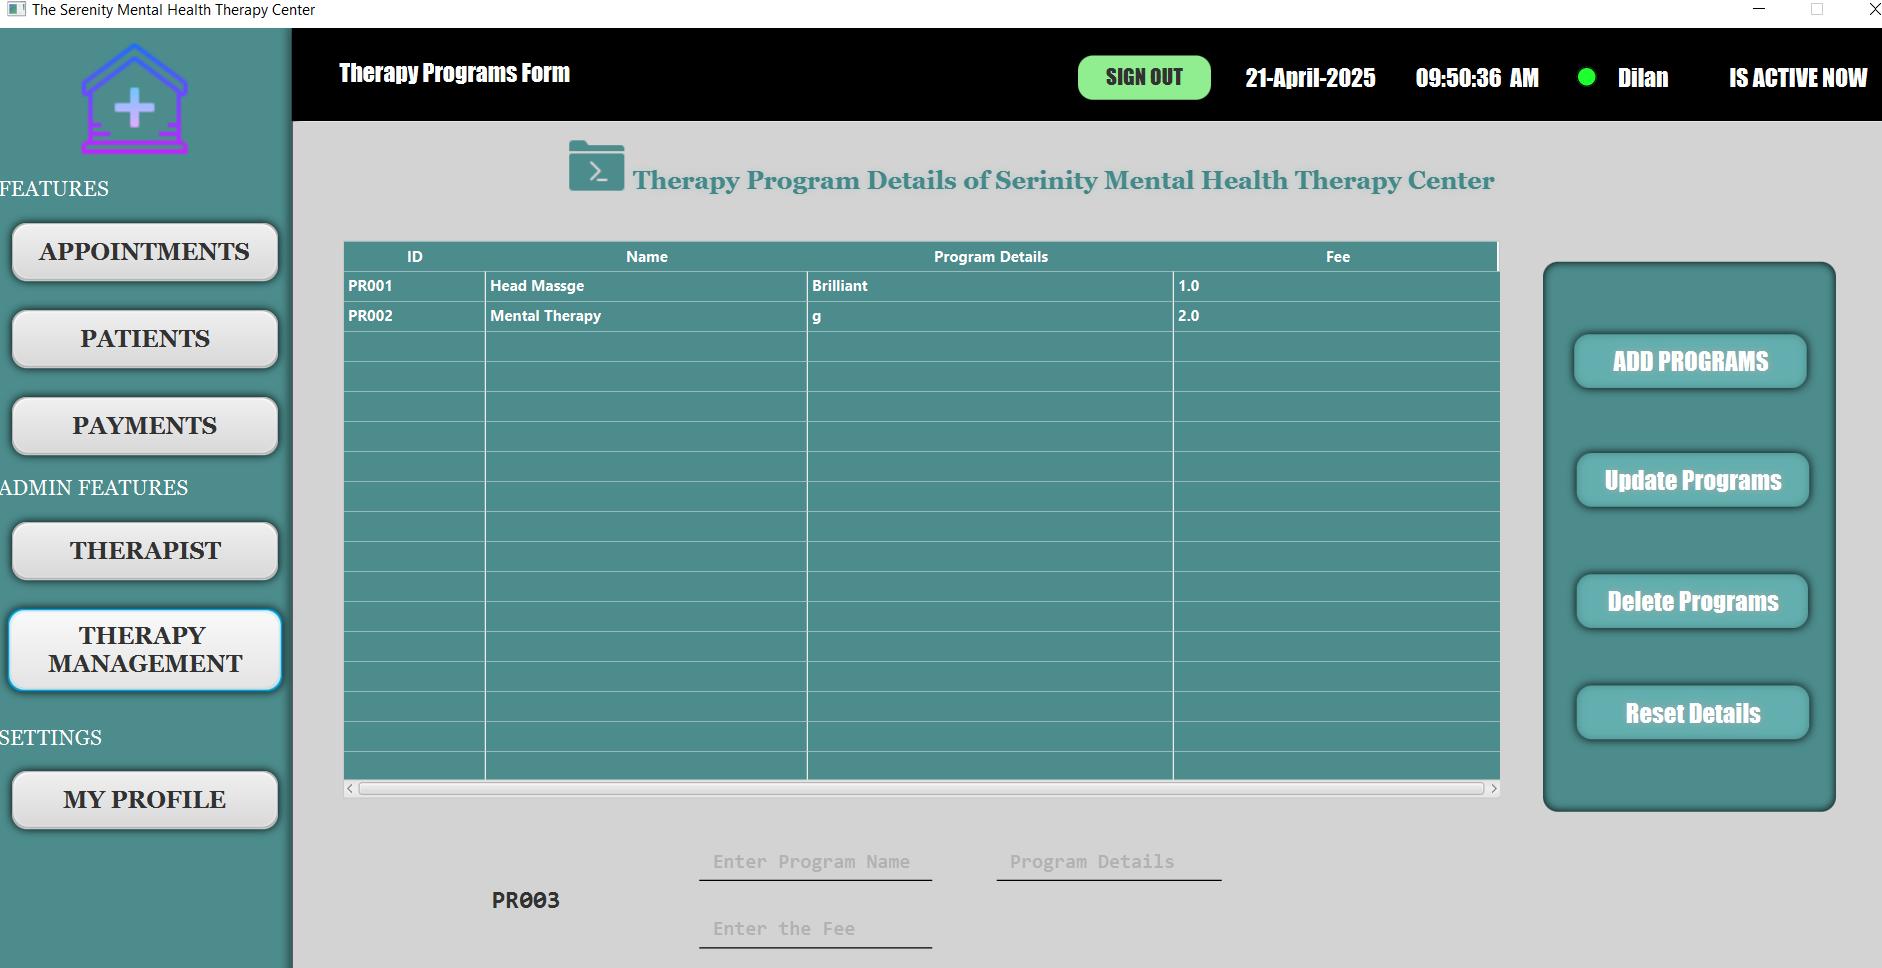 The Serenity Mental Health Therapy Center
Therapy Programs Form
SIGN OUT
21-April-2025
09:50:36 AM
Dilan
IS ACTIVE NOW
FEATURES
APPOINTMENTS
PATIENTS
PAYMENTS
ADMIN FEATURES
THERAPIST
THERAPY
MANAGEMENT
SETTINGS
MY PROFILE
Therapy Program Details of Serinity Mental Health Therapy Center
ID Name Program Details Fee
PR001 Head Massge Brilliant 1.0
PR002 Mental Therapy g 2.0
ADD PROGRAMS
Update Programs
Delete Programs
Reset Details
Enter Program Name
Program Details
PR003
Enter the Fee